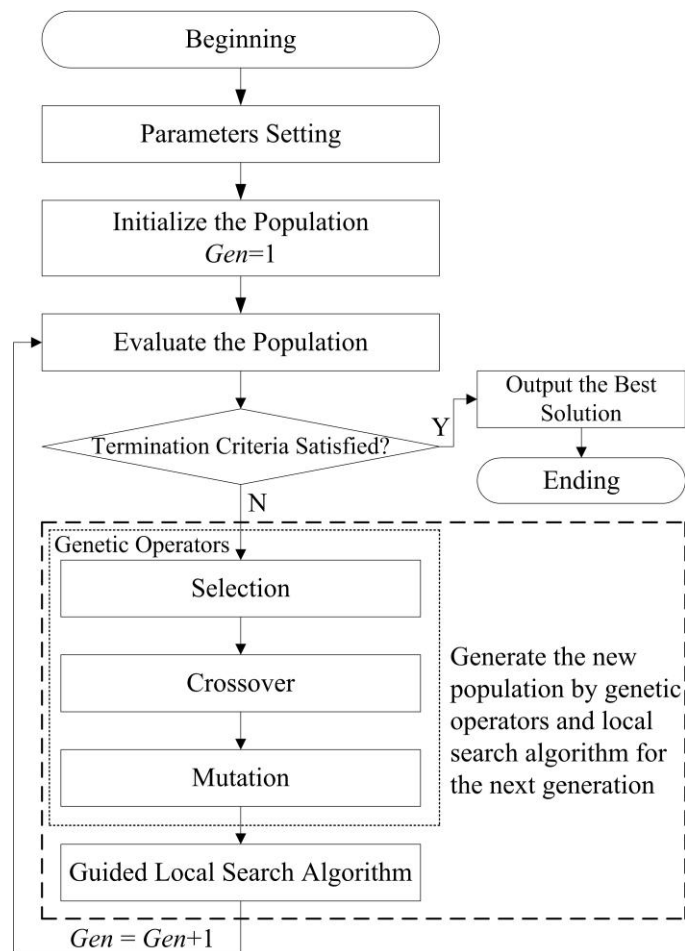 Beginning
Parameters Setting
Initialize the Population
Gen=1
Evaluate the Population
Termination Criteria Satisfied?
Y
Output the Best
Solution
Ending
N
Genetic Operators
Selection
Crossover
Mutation
Generate the new
population by genetic
operators and local
search algorithm for
the next generation
Guided Local Search Algorithm
Gen = Gen+1